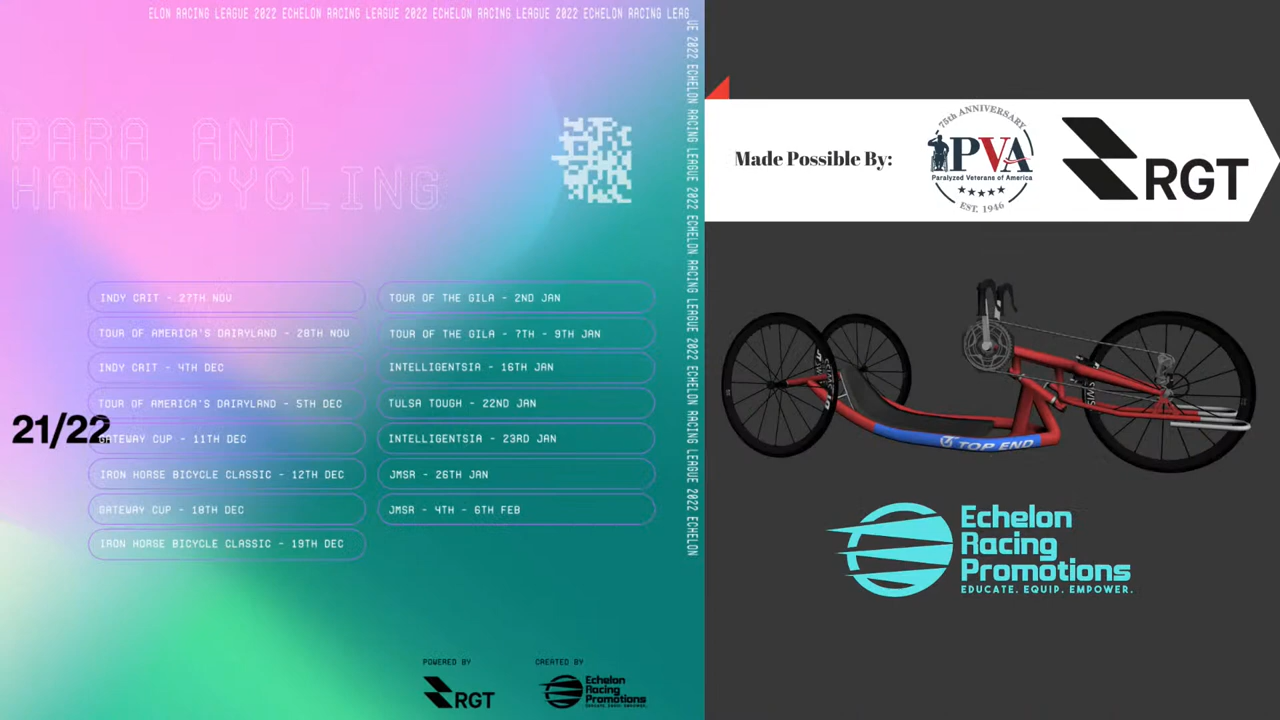 ELON RACING LEAGUE 2022 ECHELON RACING LEAGUE 2022 ECHELON RACING LEAGUE 2022 ECHELON RACING LEAG
UE 2022 ECHELON RACING LEAGUE 2022 ECHELON RACING LEAGUE 2022 ECHELON RACING LEAGUE 2022 ECHELON RACING LEAGUE 2022 ECHELON
PARA AND
HAND CYCLING
21/22
INDY CRIT - 27TH NOV
TOUR OF AMERICA'S DAIRYLAND - 28TH NOV
INDY CRIT - 4TH DEC
TOUR OF AMERICA'S DAIRYLAND - 5TH DEC
GATEWAY CUP - 11TH DEC
IRON HORSE BICYCLE CLASSIC - 12TH DEC
GATEWAY CUP - 18TH DEC
IRON HORSE BICYCLE CLASSIC - 19TH DEC
TOUR OF THE GILA - 2ND JAN
TOUR OF THE GILA - 7TH - 9TH JAN
INTELLIGENTSIA - 16TH JAN
TULSA TOUGH - 22ND JAN
INTELLIGENTSIA - 23RD JAN
JMSR - 26TH JAN
JMSR - 4TH - 6TH FEB
POWERED BY
RGT
CREATED BY
Echelon
Racing
Promotions
EDUCATE. EQUIP. EMPOWER.
Made Possible By:
75th ANNIVERSARY
PVA
Paralyzed Veterans of America
EST. 1946
RGT
TOP END
Echelon
Racing
Promotions
EDUCATE. EQUIP. EMPOWER.